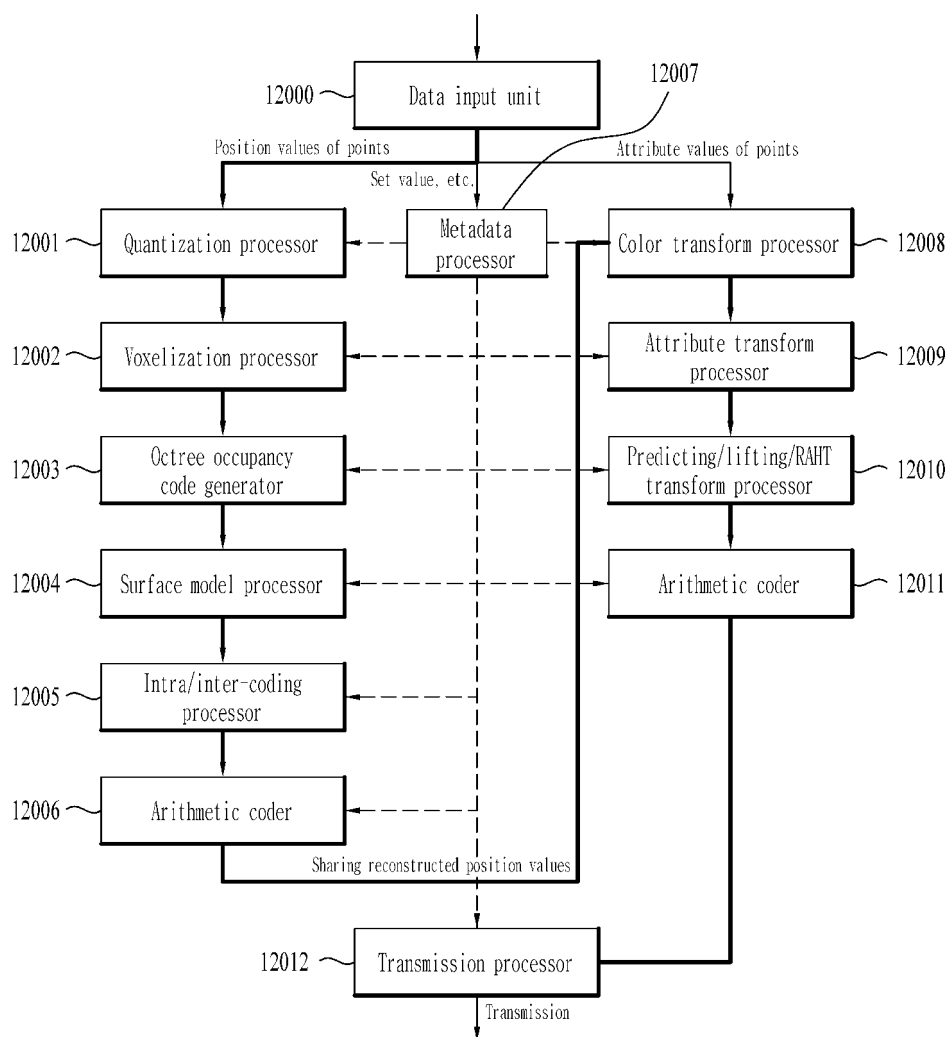 12007
12000
Data input unit
Position values of points
Attribute values of points
Set value, etc.
12001
Quantization processor
Metadata
processor
Color transform processor
12008
12002
Voxelization processor
Attribute transform
processor
12009
12003
Octree occupancy
code generator
Predicting/lifting/RAHT
transform processor
12010
12004
Surface model processor
Arithmetic coder
12011
12005
Intra/inter-coding
processor
12006
Arithmetic coder
Sharing reconstructed position values
12012
Transmission processor
Transmission